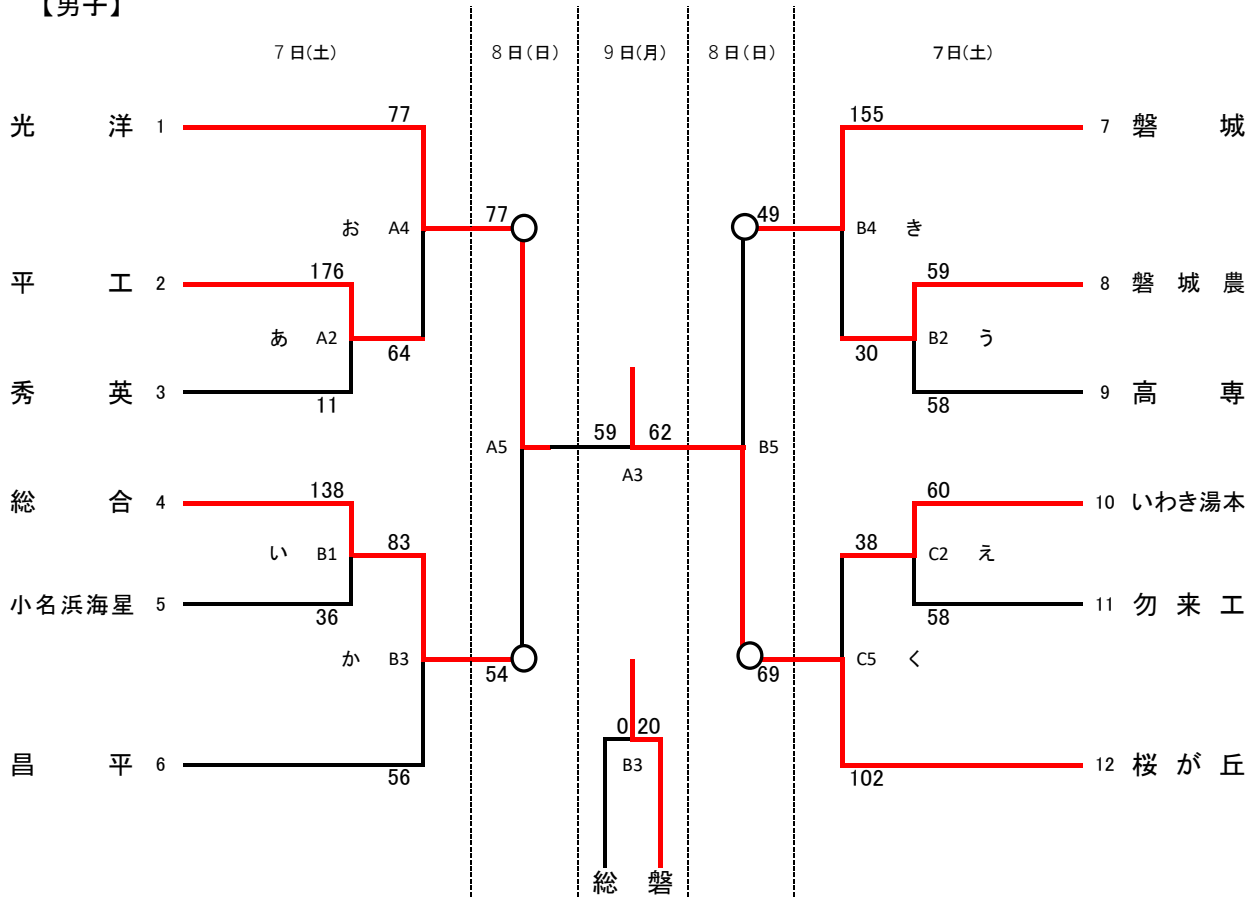 【男子】
7日(土) 8日(日) 9日(月) 8日(日) 7日(土)
光洋 1 77 155 7 磐城
77 49
お A4 B4 き
平工 2 176 59 8 磐城農
あ A2 B2 う
64 30
秀英 3 11 58 9 高専
A5 59 62 B5
A3
総合 4 138 60 10 いわき湯本
い B1 83 38 C2 え
小名浜海星 5 36 58 11 勿来工
か B3 C5 く
54 69
0 20
昌平 6 56 B3 102 12 桜が丘
総 磐